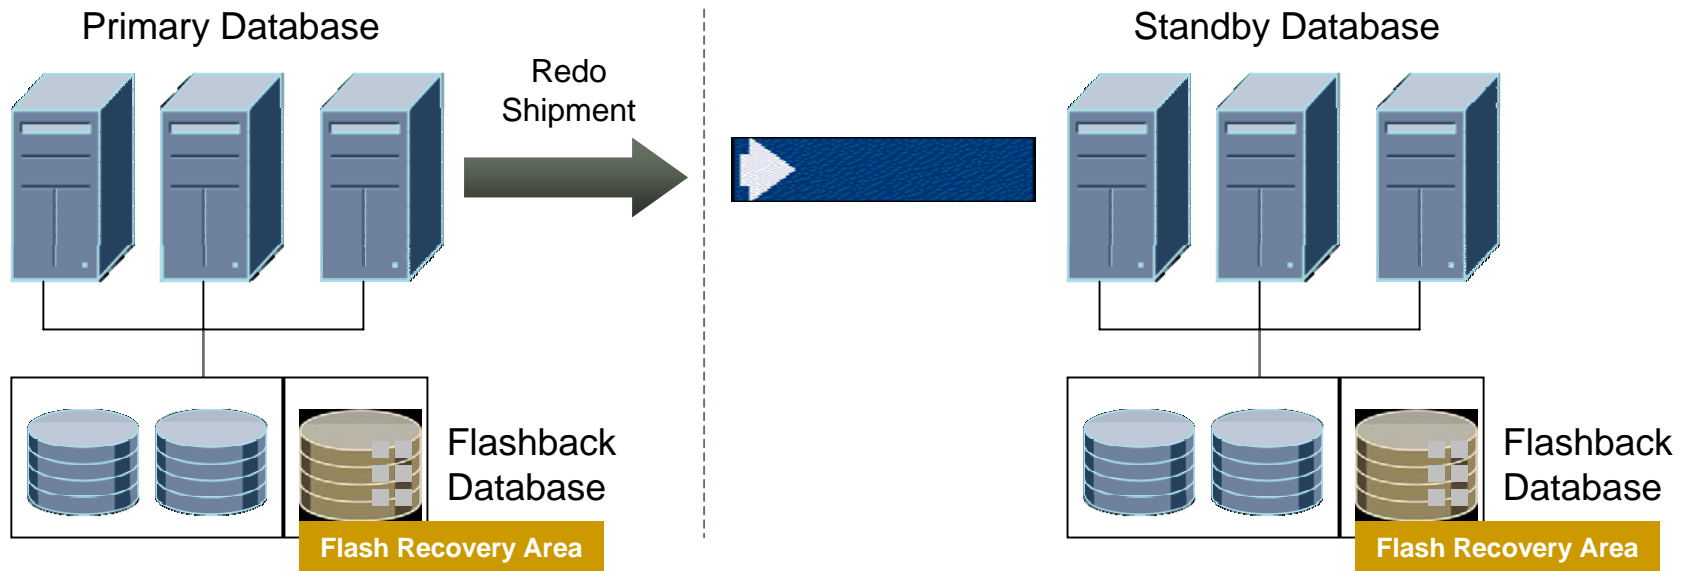 Primary Database
Standby Database
Redo
Shipment
Flashback
Database
Flash Recovery Area
Flashback
Database
Flash Recovery Area